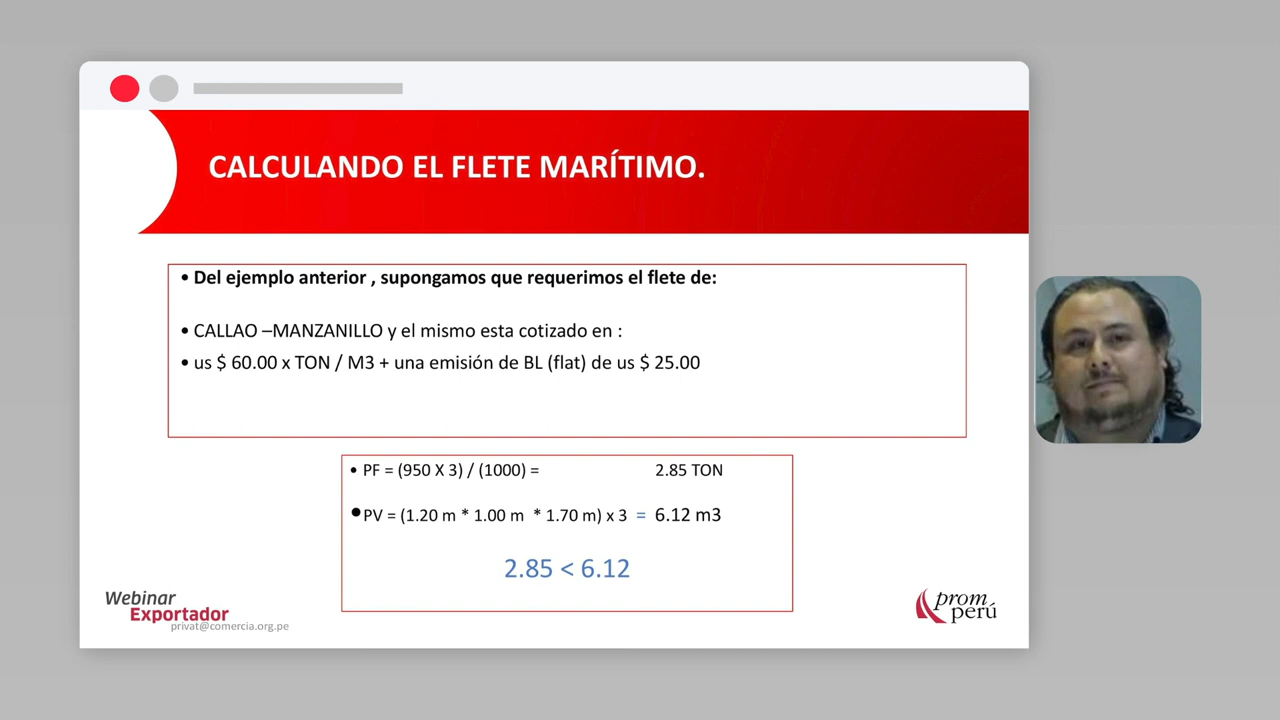 CALCULANDO EL FLETE MARÍTIMO.
• Del ejemplo anterior , supongamos que requerimos el flete de:
• CALLAO –MANZANILLO y el mismo esta cotizado en :
• us $ 60.00 x TON / M3 + una emisión de BL (flat) de us $ 25.00
• PF = (950 X 3) / (1000) = 2.85 TON
• PV = (1.20 m * 1.00 m * 1.70 m) x 3 = 6.12 m3
2.85 < 6.12
Webinar
Exportador
privat@comercia.org.pe
prom
perú